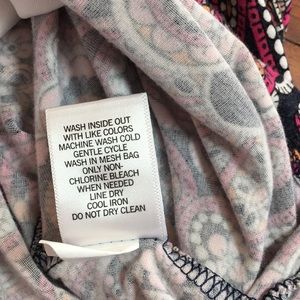 WASH INSIDE OUT
WITH LIKE COLORS
MACHINE WASH COLD
GENTLE CYCLE
WASH IN MESH BAG
ONLY NON-
CHLORINE BLEACH
WHEN NEEDED
LINE DRY
COOL IRON
DO NOT DRY CLEAN